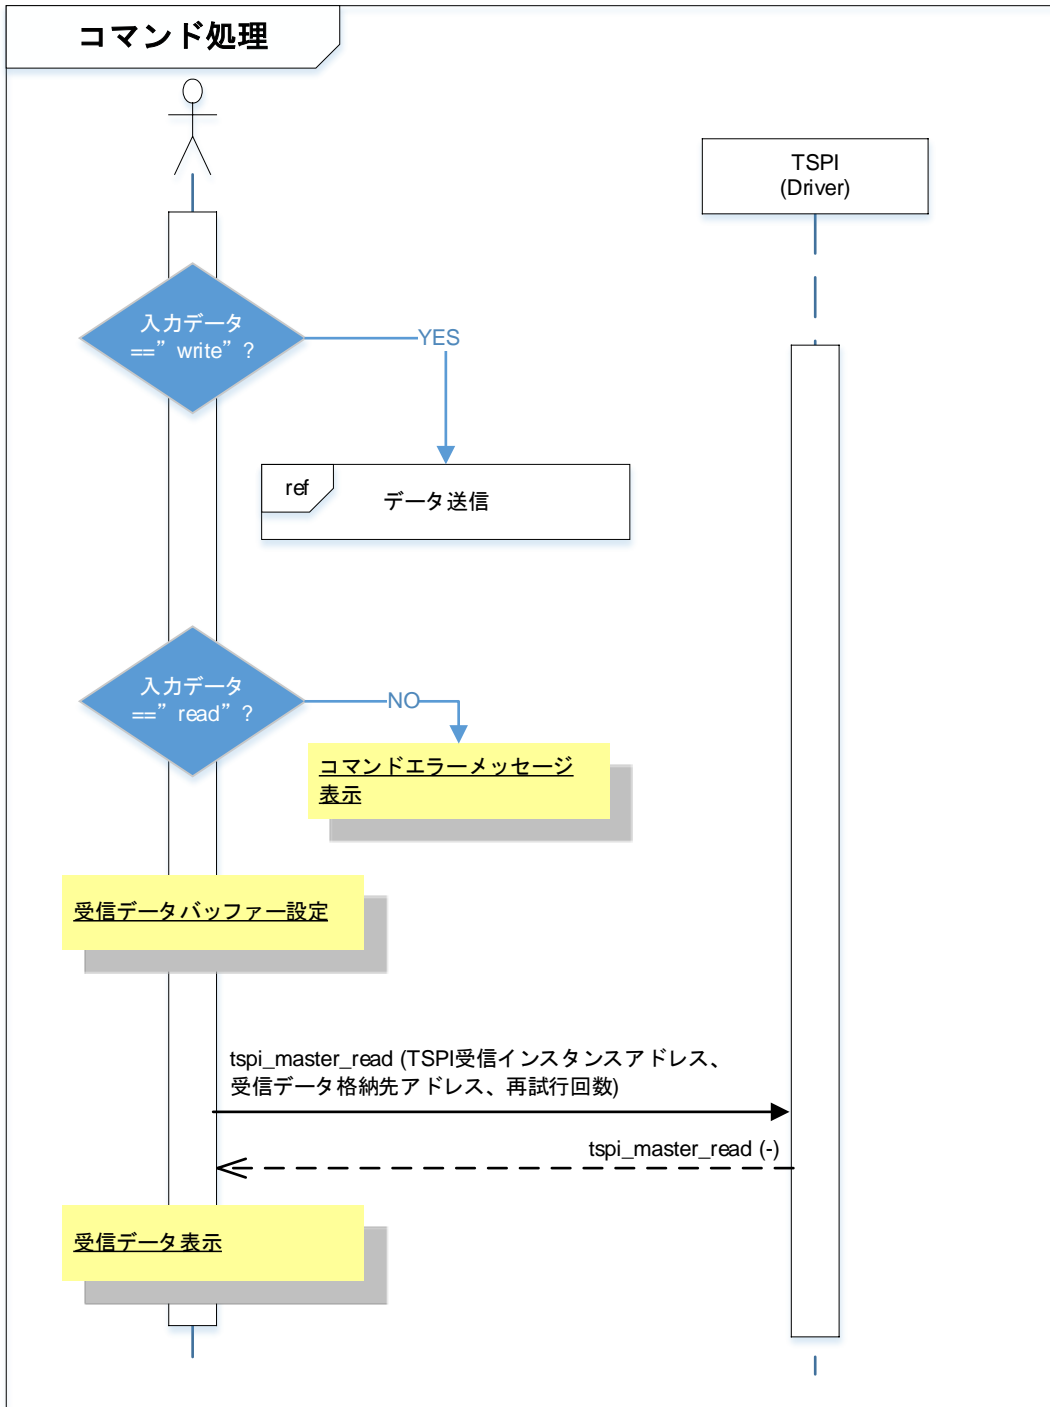 コマンド処理
TSPI
(Driver)
入力データ
==”write”?
YES
ref
データ送信
入力データ
==”read”?
NO
コマンドエラーメッセージ
表示
受信データバッファー設定
tspi_master_read (TSPI受信インスタンスアドレス、
受信データ格納先アドレス、再試行回数)
tspi_master_read (-)
受信データ表示